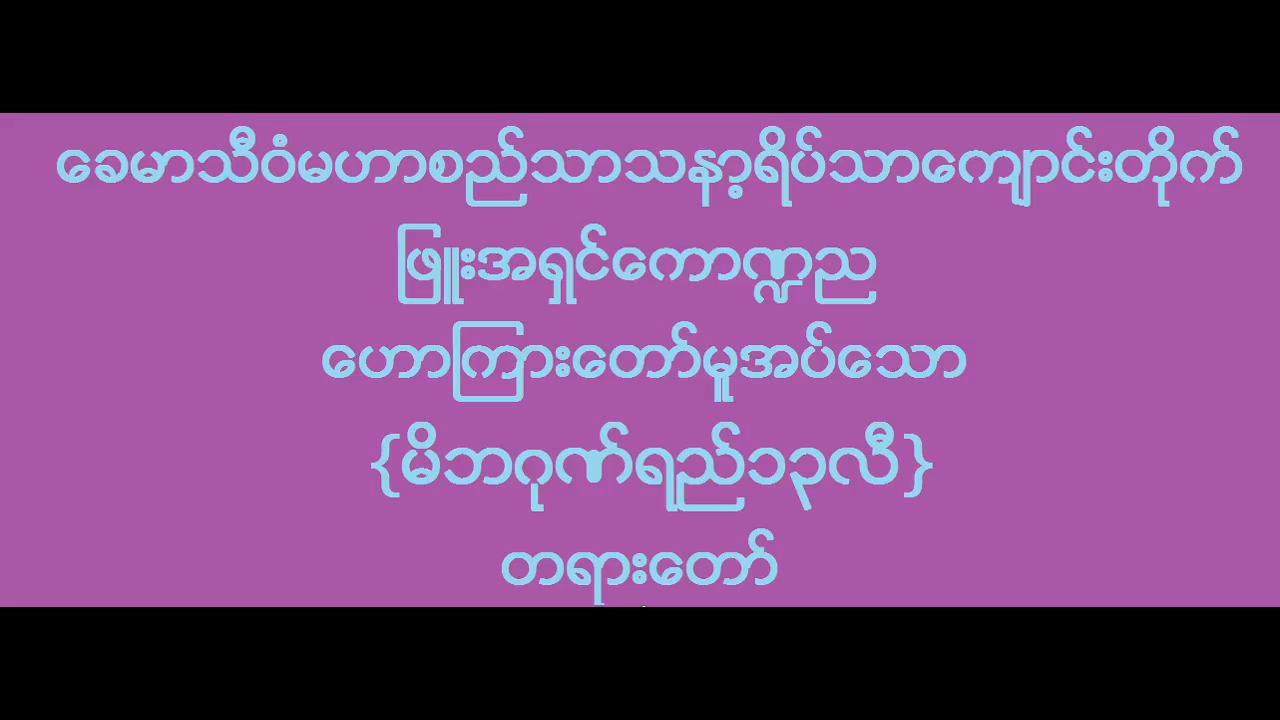 ခေမာသီဝံမဟာစည်သာသနာ့ရိပ်သာကျောင်းတိုက်
ဖြူးအရှင်ကောဏ္ဍည
ဟောကြားတော်မူအပ်သော
{မိဘဂုဏ်ရည်၁၃လီ}
တရားတော်